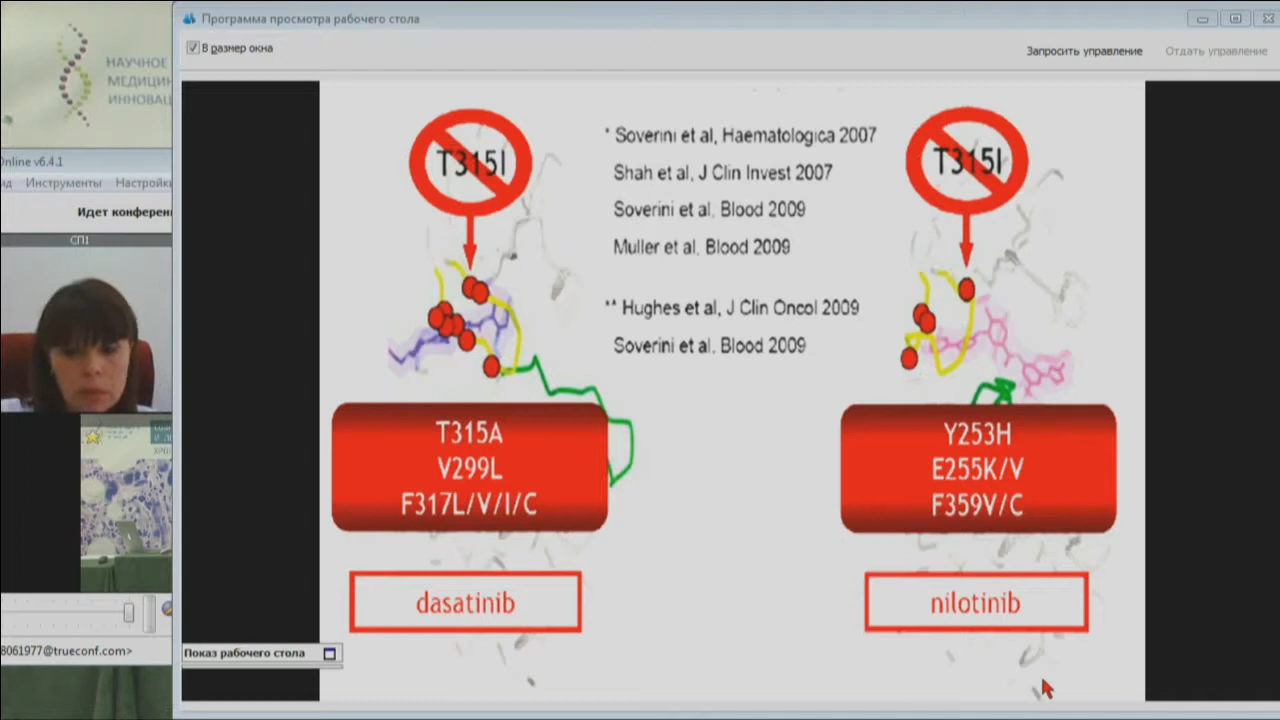 Программа просмотра рабочего стола
В размер окна
Запросить управление
Отдать управление
НАУЧНОЕ
МЕДИЦИН
ИННОВАЦ
Online v6.4.1
Инструменты
Настройки
Идет конферен
СП1
T315I
* Soverini et al, Haematologica 2007
Shah et al, J Clin Invest 2007
Soverini et al, Blood 2009
Muller et al, Blood 2009
** Hughes et al, J Clin Oncol 2009
Soverini et al, Blood 2009
T315I
T315A
V299L
F317L/V/I/C
dasatinib
Y253H
E255K/V
F359V/C
nilotinib
8061977@trueconf.com>
Показ рабочего стола